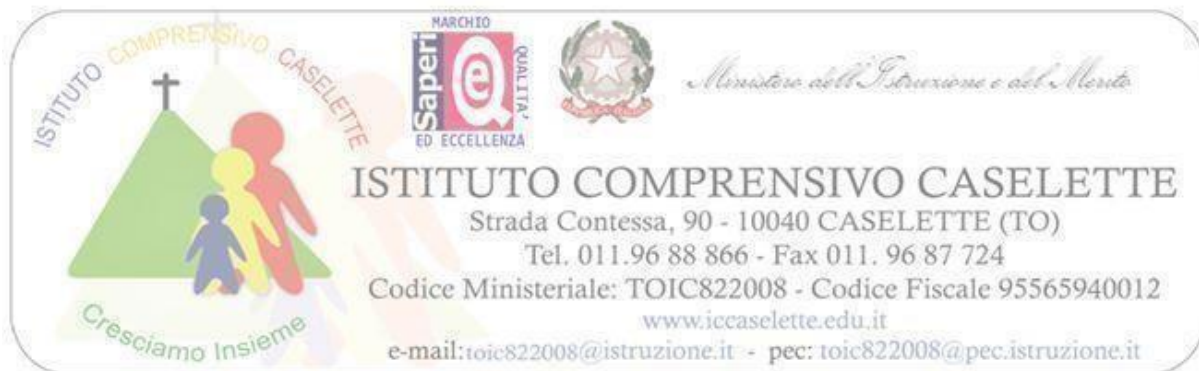 ISTITUTO COMPRENSIVO CASELETTE
Cresciamo Insieme
MARCHIO
Saperi
QUALITA'
ED ECCELLENZA
REPUBBLICA ITALIANA
Ministero dell'Istruzione e del Merito
ISTITUTO COMPRENSIVO CASELETTE
Strada Contessa, 90 - 10040 CASELETTE (TO)
Tel. 011.96 88 866 - Fax 011. 96 87 724
Codice Ministeriale: TOIC822008 - Codice Fiscale 95565940012
www.iccaselette.edu.it
e-mail:toic822008@istruzione.it - pec: toic822008@pec.istruzione.it